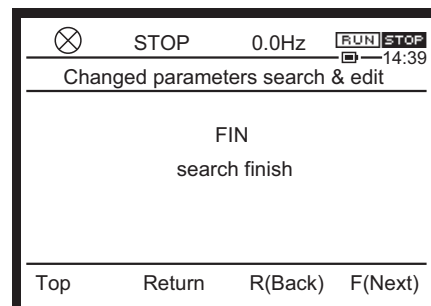 STOP 0.0Hz RUN STOP
14:39
Changed parameters search & edit
FIN
search finish
Top Return R(Back) F(Next)